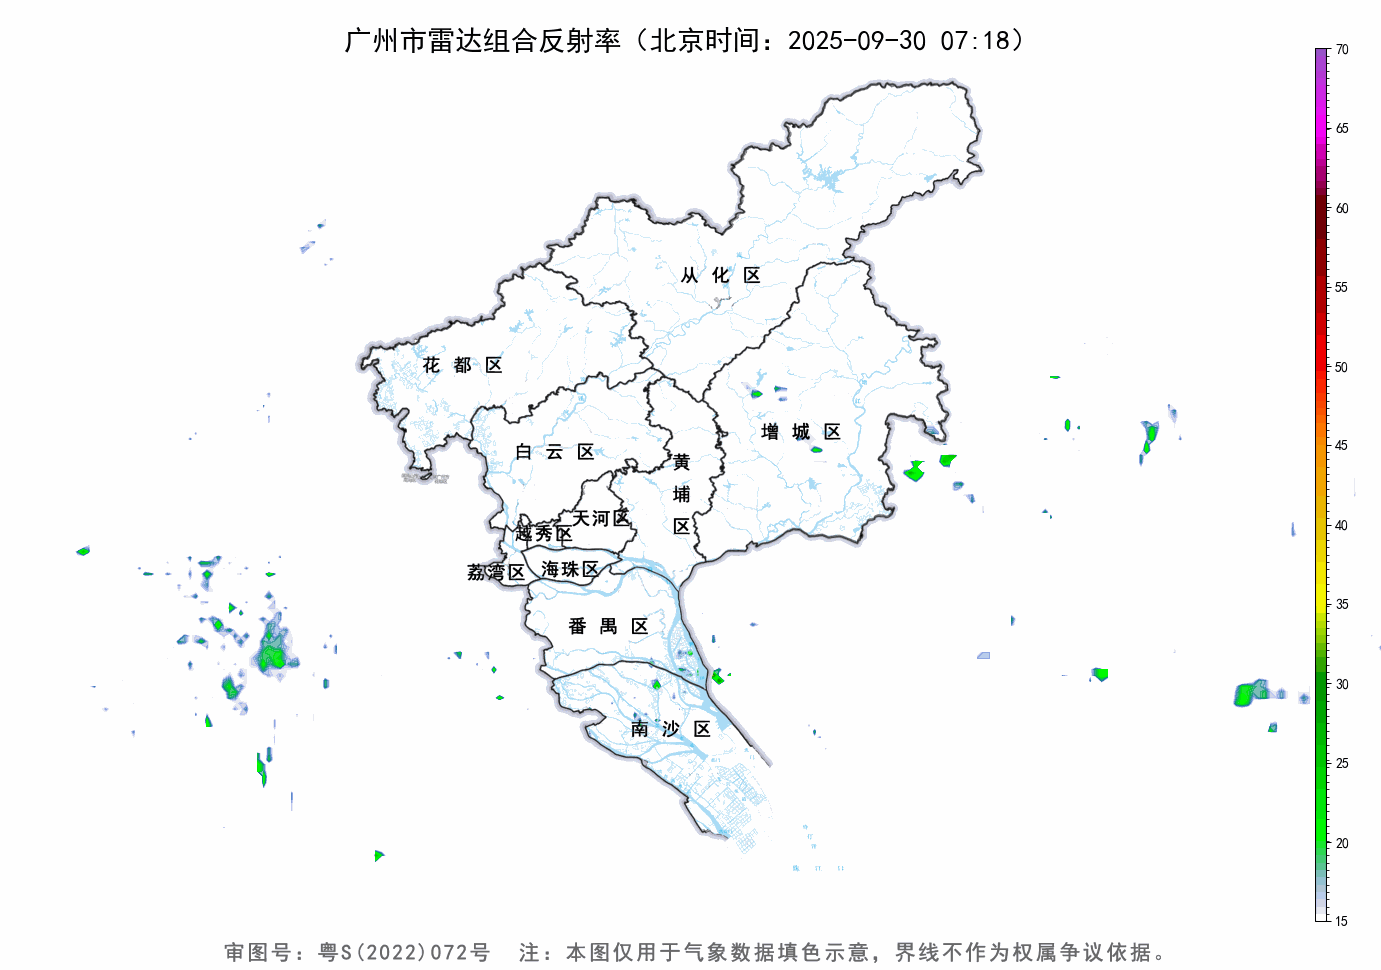 广州市雷达组合反射率（北京时间：2025-09-30 07:18）
70
65
60
55
50
45
40
35
30
25
20
15
从化区
花都区
增城区
白云区
黄埔区
天河区
越秀区
荔湾区
海珠区
番禺区
南沙区
审图号：粤S(2022)072号 注：本图仅用于气象数据填色示意，界线不作为权属争议依据。